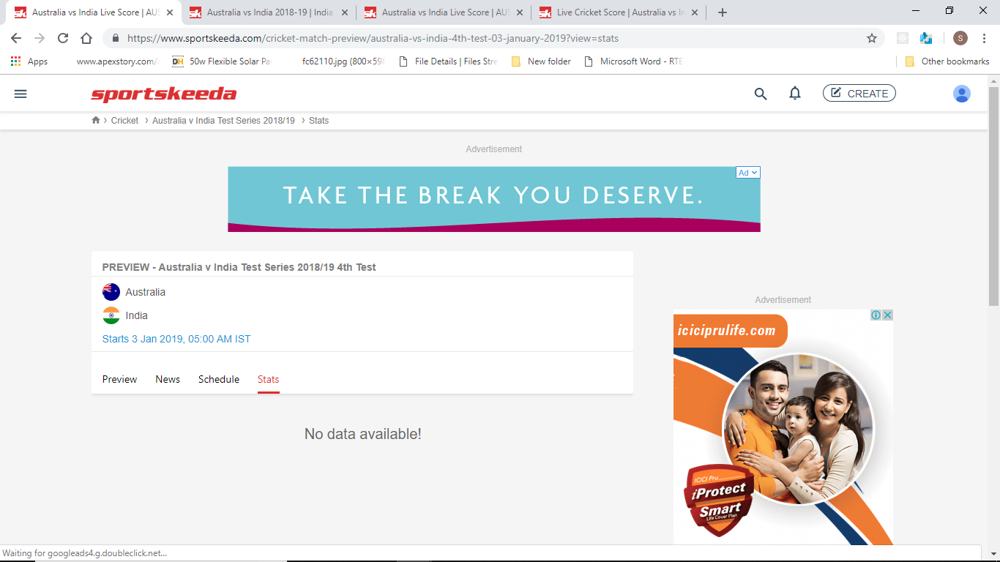 Australia vs India Live Score | AUS
Australia vs India 2018-19 | India
Australia vs India Live Score | AUS
Live Cricket Score | Australia vs In
https://www.sportskeeda.com/cricket-match-preview/australia-vs-india-4th-test-03-january-2019?view=stats
S
Apps
www.apexstory.com/
50w Flexible Solar Pa
fc62110.jpg (800×598
File Details | Files Stre
New folder
Microsoft Word - RTE
Other bookmarks
sportskeeda
CREATE
Cricket › Australia v India Test Series 2018/19 › Stats
Advertisement
Ad
TAKE THE BREAK YOU DESERVE.
PREVIEW - Australia v India Test Series 2018/19 4th Test
Australia
India
Starts 3 Jan 2019, 05:00 AM IST
Preview News Schedule Stats
No data available!
Advertisement
iciciprulife.com
ICICI Pru
iProtect
Smart
Life Cover Plan
Waiting for googleads4.g.doubleclick.net...